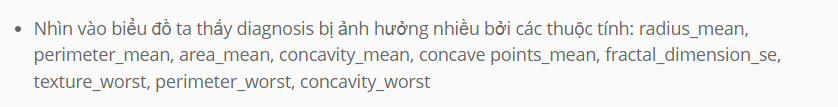 • Nhìn vào biểu đồ ta thấy diagnosis bị ảnh hưởng nhiều bởi các thuộc tính: radius_mean,
perimeter_mean, area_mean, concavity_mean, concave points_mean, fractal_dimension_se,
texture_worst, perimeter_worst, concavity_worst